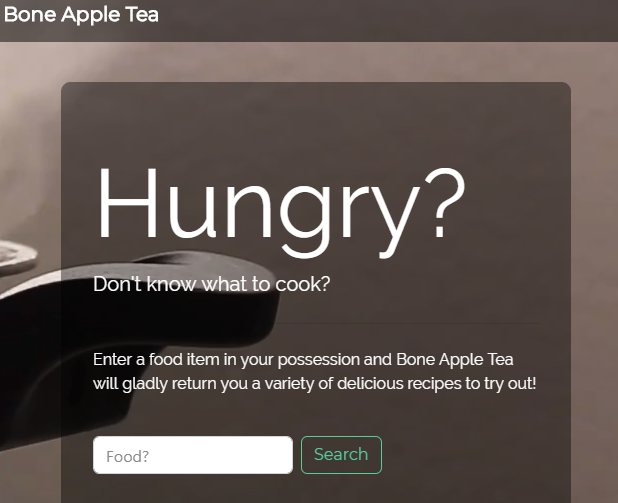 Bone Apple Tea
Hungry?
Don't know what to cook?
Enter a food item in your possession and Bone Apple Tea
will gladly return you a variety of delicious recipes to try out!
Food?
Search